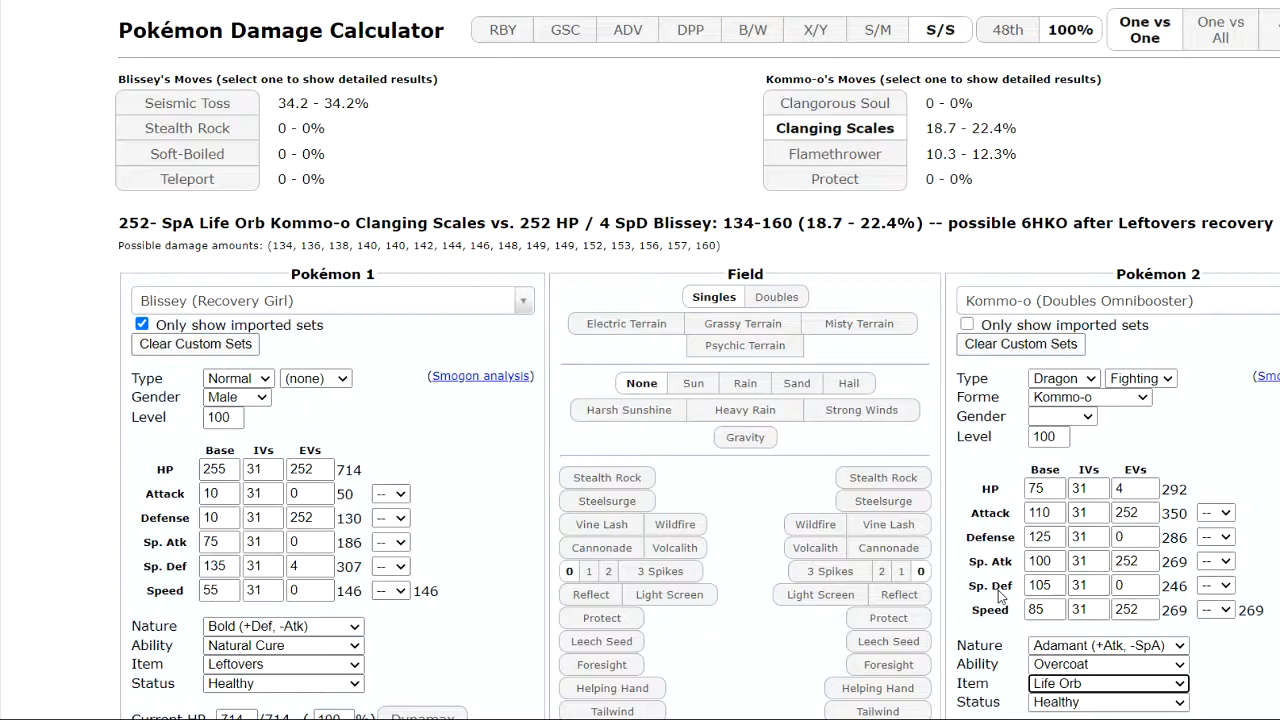 Pokémon Damage Calculator RBY GSC ADV DPP B/W X/Y S/M S/S 48th 100% One vs One One vs All
Blissey's Moves (select one to show detailed results) Kommo-o's Moves (select one to show detailed results)
Seismic Toss 34.2 - 34.2% Clangorous Soul 0 - 0%
Stealth Rock 0 - 0% Clanging Scales 18.7 - 22.4%
Soft-Boiled 0 - 0% Flamethrower 10.3 - 12.3%
Teleport 0 - 0% Protect 0 - 0%
252- SpA Life Orb Kommo-o Clanging Scales vs. 252 HP / 4 SpD Blissey: 134-160 (18.7 - 22.4%) -- possible 6HKO after Leftovers recovery
Possible damage amounts: (134, 136, 138, 140, 140, 142, 144, 146, 148, 149, 149, 152, 153, 156, 157, 160)
Pokémon 1 Field Pokémon 2
Blissey (Recovery Girl) Singles Doubles Kommo-o (Doubles Omnibooster)
Only show imported sets Electric Terrain Grassy Terrain Misty Terrain Only show imported sets
Clear Custom Sets Psychic Terrain Clear Custom Sets
Type Normal (none) (Smogon analysis) None Sun Rain Sand Hail Type Dragon Fighting (Smo
Gender Male Forme Kommo-o
Level 100 Harsh Sunshine Heavy Rain Strong Winds Gender
Gravity Level 100
Base IVs EVs
HP 255 31 252 714 Stealth Rock Stealth Rock Base IVs EVs
Attack 10 31 0 50 -- Steelsurge Steelsurge HP 75 31 4 292
Defense 10 31 252 130 -- Vine Lash Wildfire Wildfire Vine Lash Attack 110 31 252 350 --
Sp. Atk 75 31 0 186 -- Cannonade Volcalith Volcalith Cannonade Defense 125 31 0 286 --
Sp. Def 135 31 4 307 -- 0 1 2 3 Spikes 3 Spikes 2 1 0 Sp. Atk 100 31 252 269 --
Speed 55 31 0 146 -- 146 Reflect Light Screen Light Screen Reflect Sp. Def 105 31 0 246 --
Protect Protect Speed 85 31 252 269 -- 269
Nature Bold (+Def, -Atk) Leech Seed Leech Seed Nature Adamant (+Atk, -SpA)
Ability Natural Cure Foresight Foresight Ability Overcoat
Item Leftovers Helping Hand Helping Hand Item Life Orb
Status Healthy Tailwind Tailwind Status Healthy
Current HP 714 /714 ( 100 %) Dynamax